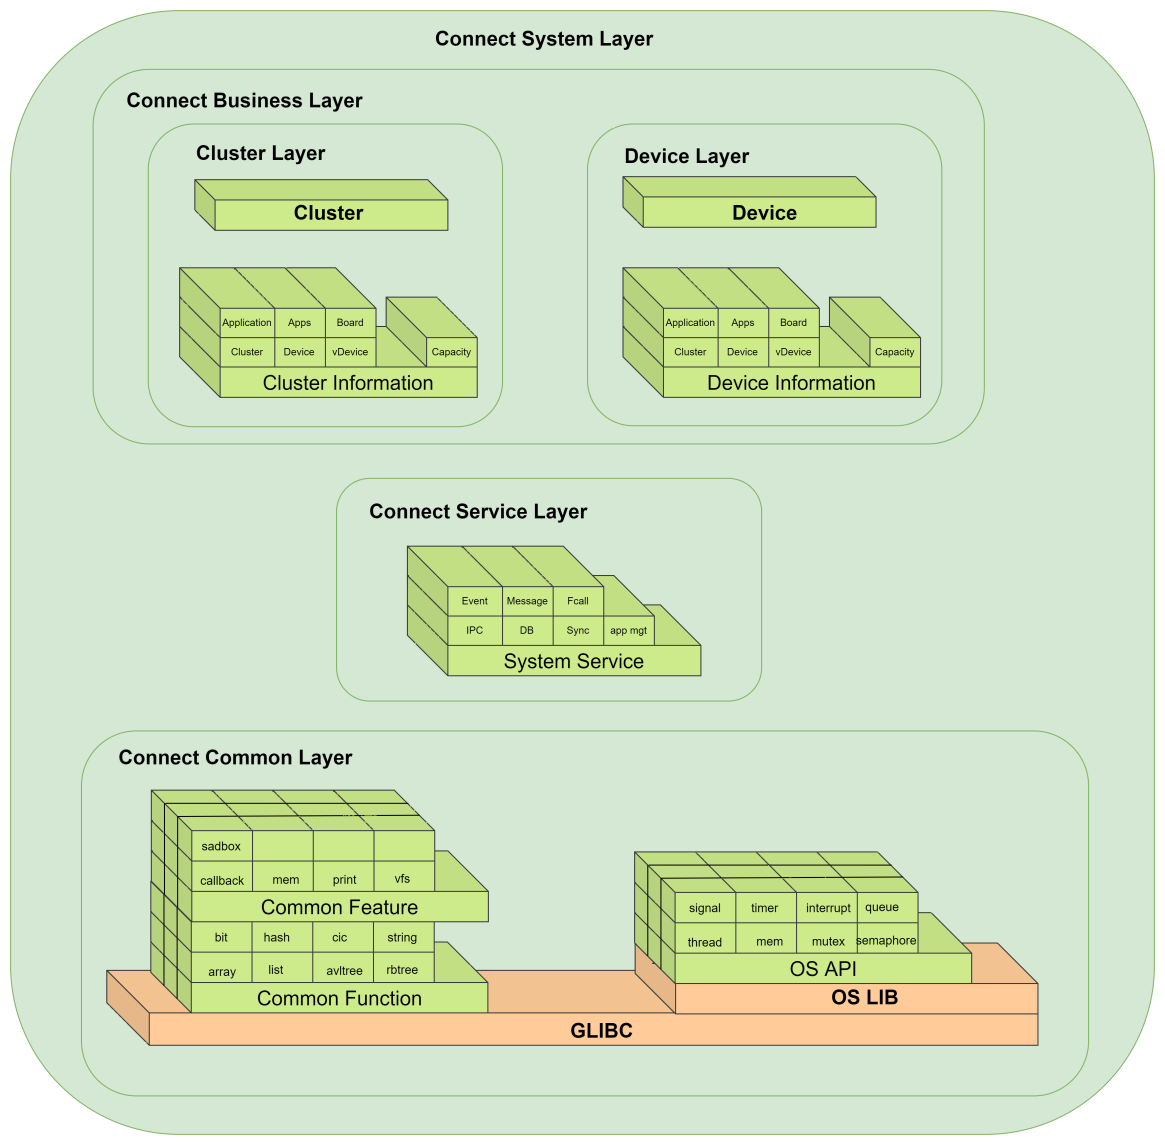 Connect System Layer
Connect Business Layer
Cluster Layer
Cluster
Application Apps Board
Cluster Device vDevice Capacity
Cluster Information
Device Layer
Device
Application Apps Board
Cluster Device vDevice Capacity
Device Information
Connect Service Layer
Event Message Fcall
IPC DB Sync app mgt
System Service
Connect Common Layer
sadbox
callback mem print vfs
Common Feature
bit hash cic string
array list avltree rbtree
Common Function
signal timer interrupt queue
thread mem mutex semaphore
OS API
OS LIB
GLIBC